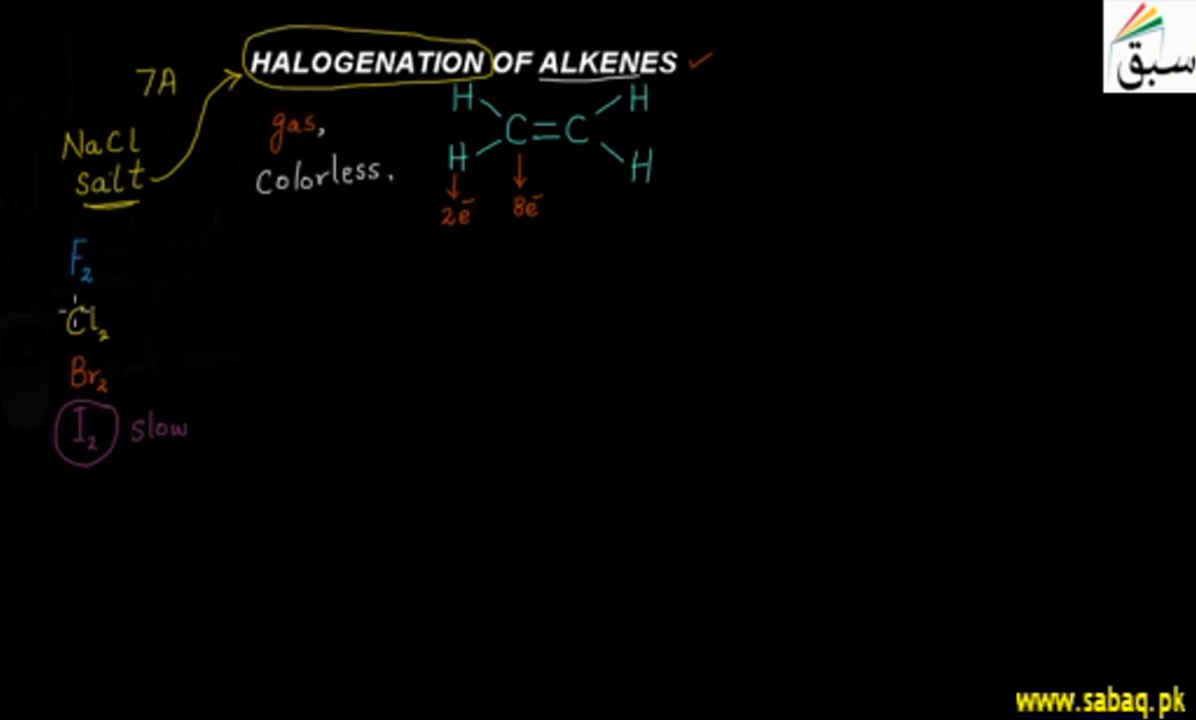 HALOGENATION OF ALKENES ✓
سبق
7A
NaCl
salt
gas,
Colorless.
H H
C=C
H H
2e⁻ 8e⁻
F₂
Cl₂
Br₂
I₂ slow
www.sabaq.pk